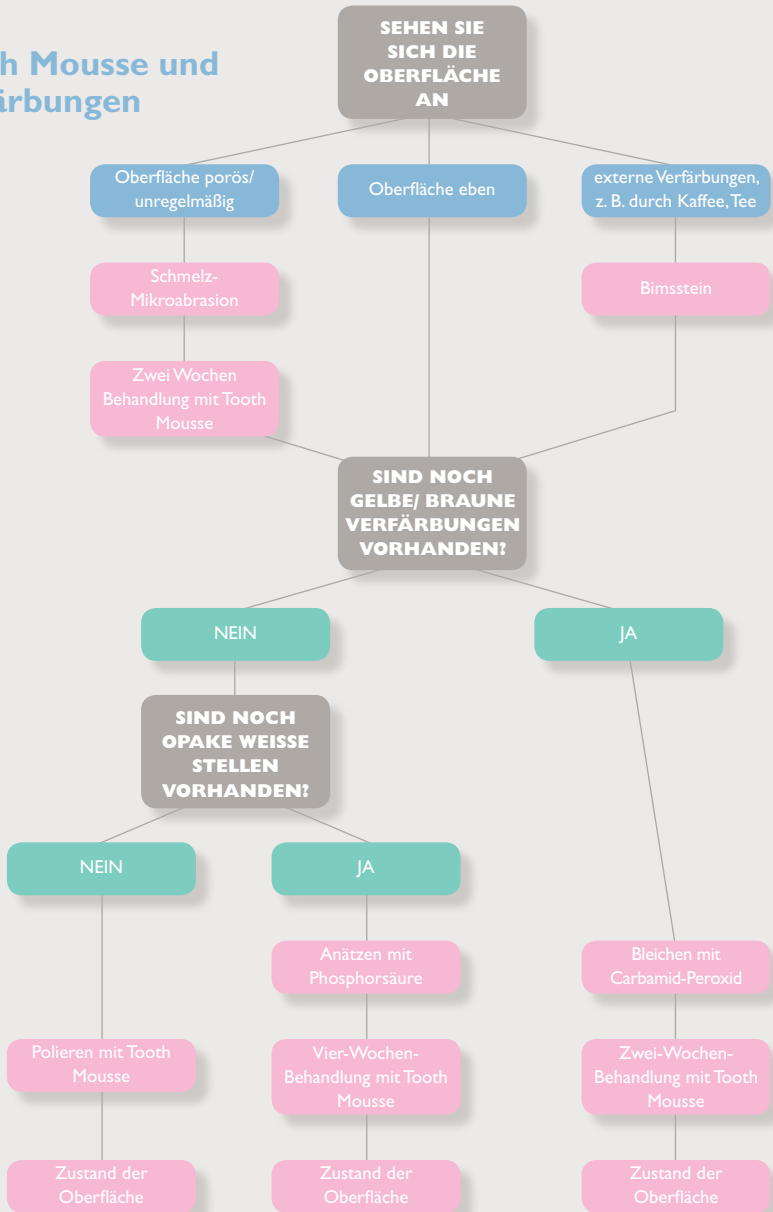 h Mousse und
ärbungen
SEHEN SIE
SICH DIE
OBERFLÄCHE
AN
Oberfläche porös/
unregelmäßig
Oberfläche eben
externe Verfärbungen,
z. B. durch Kaffee, Tee
Schmelz-
Mikroabrasion
Bimsstein
Zwei Wochen
Behandlung mit Tooth
Mousse
SIND NOCH
GELBE/ BRAUNE
VERFÄRBUNGEN
VORHANDEN?
NEIN
JA
SIND NOCH
OPAKE WEISSE
STELLEN
VORHANDEN?
NEIN
JA
Anätzen mit
Phosphorsäure
Bleichen mit
Carbamid-Peroxid
Polieren mit Tooth
Mousse
Vier-Wochen-
Behandlung mit Tooth
Mousse
Zwei-Wochen-
Behandlung mit Tooth
Mousse
Zustand der
Oberfläche
Zustand der
Oberfläche
Zustand der
Oberfläche